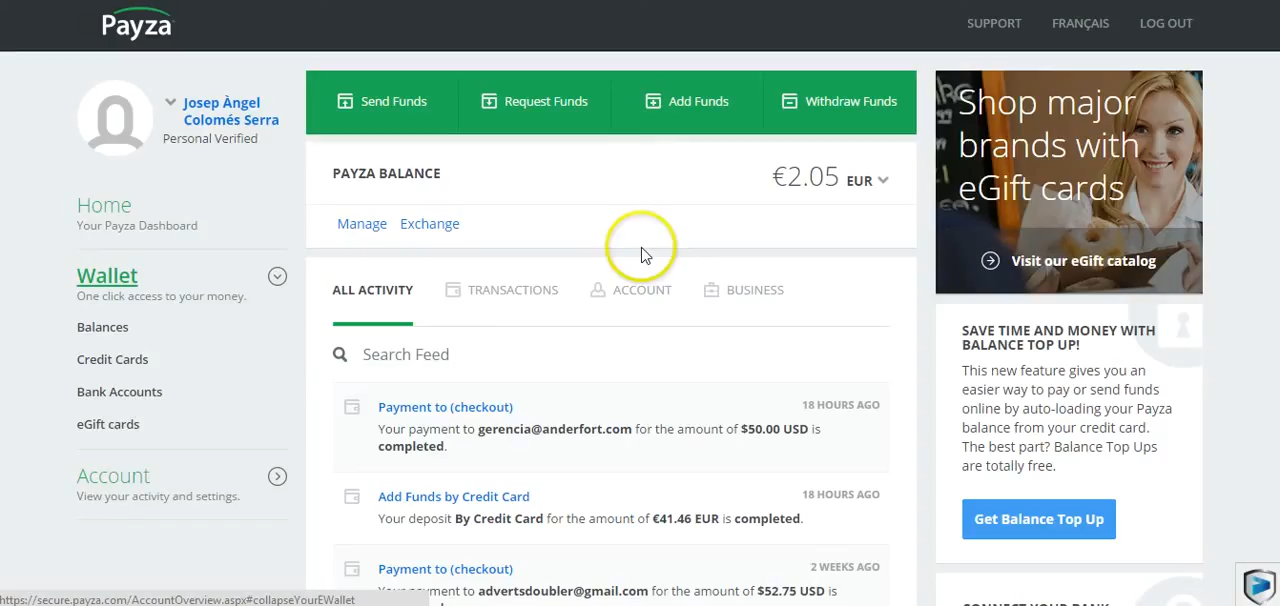 Payza
SUPPORT
FRANÇAIS
LOG OUT
Josep Àngel
Colomés Serra
Personal Verified
Home
Your Payza Dashboard
Wallet
One click access to your money.
Balances
Credit Cards
Bank Accounts
eGift cards
Account
View your activity and settings.
Send Funds
Request Funds
Add Funds
Withdraw Funds
PAYZA BALANCE
€2.05 EUR
Manage
Exchange
ALL ACTIVITY
TRANSACTIONS
ACCOUNT
BUSINESS
Search Feed
Payment to (checkout)
18 HOURS AGO
Your payment to gerencia@anderfort.com for the amount of $50.00 USD is
completed.
Add Funds by Credit Card
18 HOURS AGO
Your deposit By Credit Card for the amount of €41.46 EUR is completed.
Payment to (checkout)
2 WEEKS AGO
Your payment to advertsdoubler@gmail.com for the amount of $52.75 USD is
Shop major
brands with
eGift cards
Visit our eGift catalog
SAVE TIME AND MONEY WITH
BALANCE TOP UP!
This new feature gives you an
easier way to pay or send funds
online by auto-loading your Payza
balance from your credit card.
The best part? Balance Top Ups
are totally free.
Get Balance Top Up
CONNECT YOUR BANK
https://secure.payza.com/AccountOverview.aspx#collapseYourEWallet